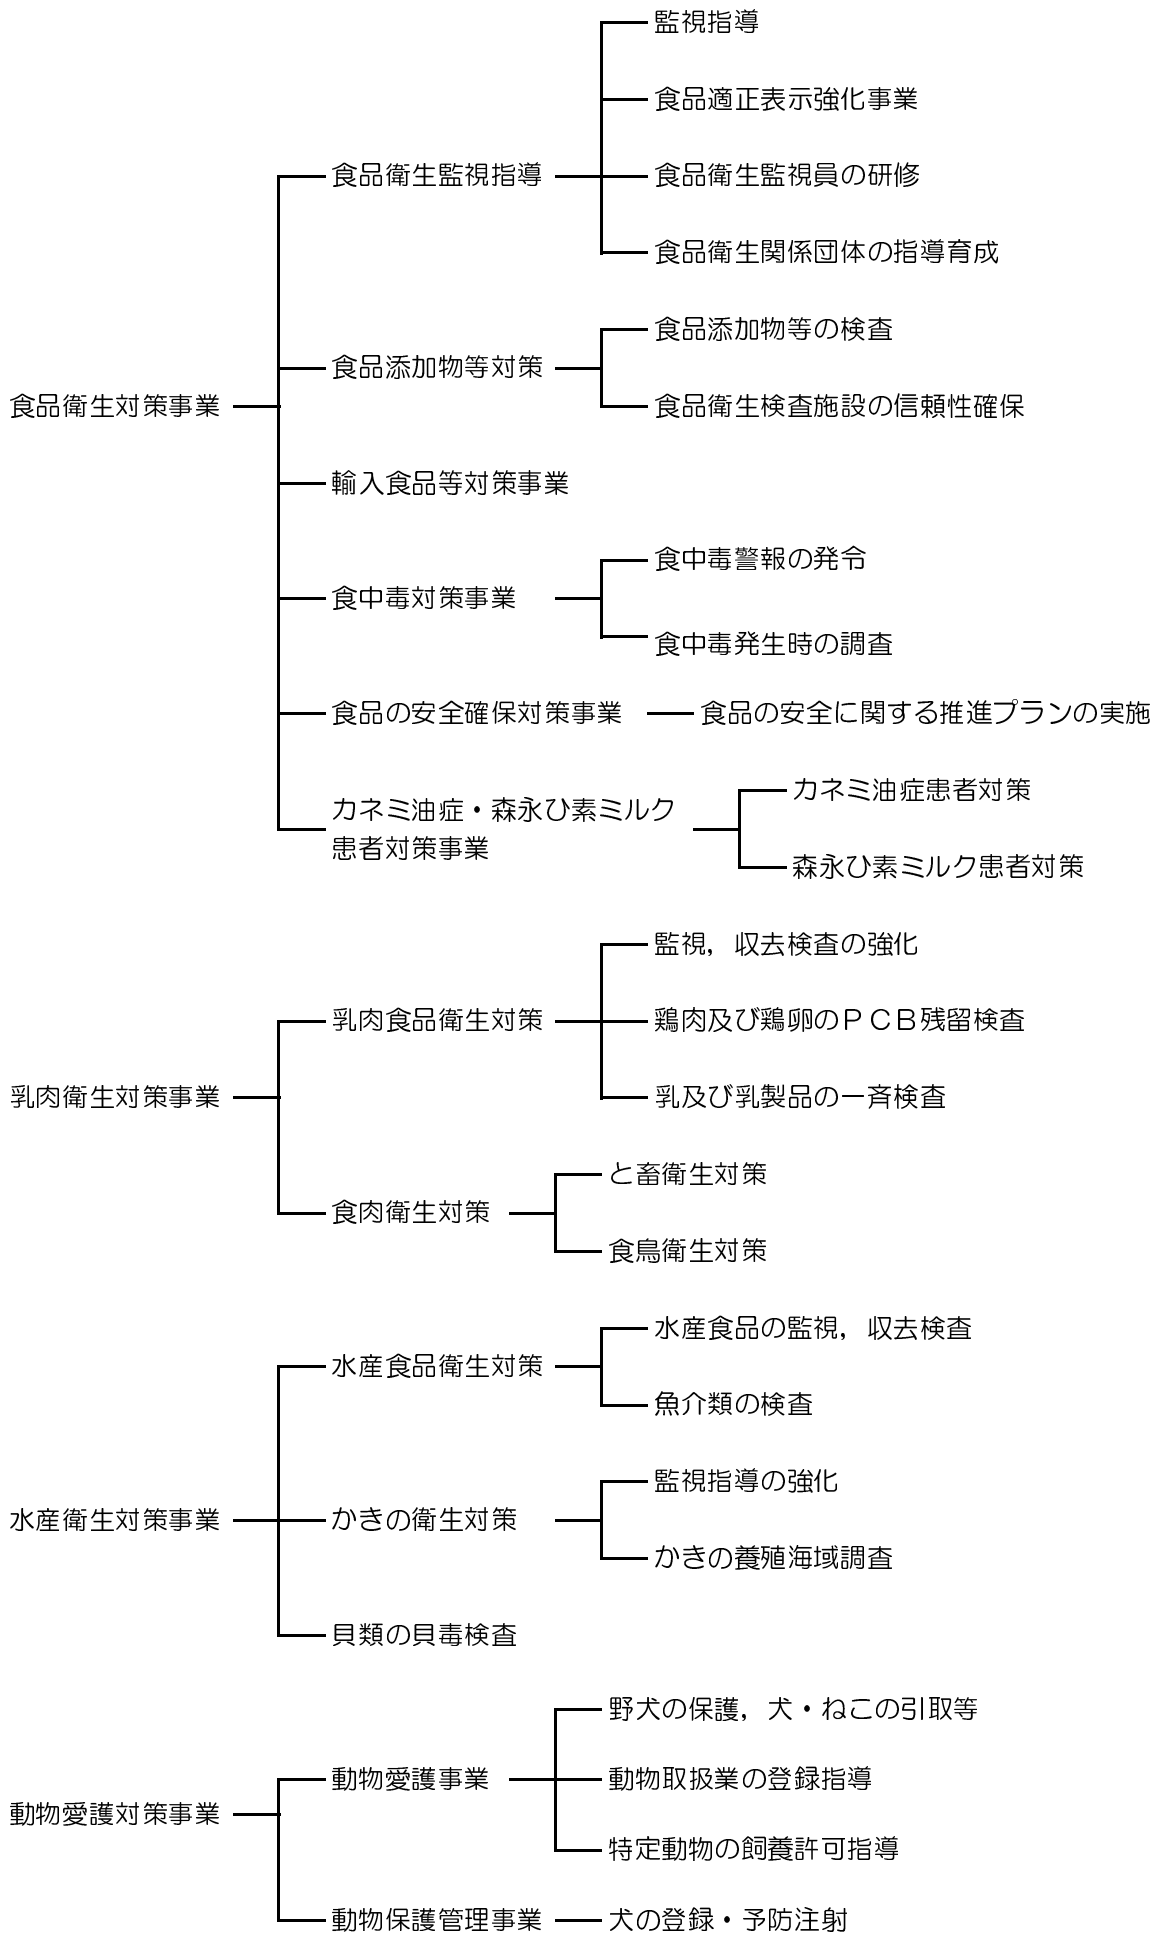 監視指導
食品適正表示強化事業
食品衛生監視指導
食品衛生監視員の研修
食品衛生関係団体の指導育成
食品添加物等の検査
食品添加物等対策
食品衛生対策事業
食品衛生検査施設の信頼性確保
輸入食品等対策事業
食中毒警報の発令
食中毒対策事業
食中毒発生時の調査
食品の安全確保対策事業
食品の安全に関する推進プランの実施
カネミ油症患者対策
カネミ油症・森永ひ素ミルク
患者対策事業
森永ひ素ミルク患者対策
監視，収去検査の強化
乳肉食品衛生対策
鶏肉及び鶏卵のＰＣＢ残留検査
乳肉衛生対策事業
乳及び乳製品の一斉検査
と畜衛生対策
食肉衛生対策
食鳥衛生対策
水産食品の監視，収去検査
水産食品衛生対策
魚介類の検査
監視指導の強化
水産衛生対策事業
かきの衛生対策
かきの養殖海域調査
貝類の貝毒検査
野犬の保護，犬・ねこの引取等
動物愛護事業
動物取扱業の登録指導
動物愛護対策事業
特定動物の飼養許可指導
動物保護管理事業
犬の登録・予防注射